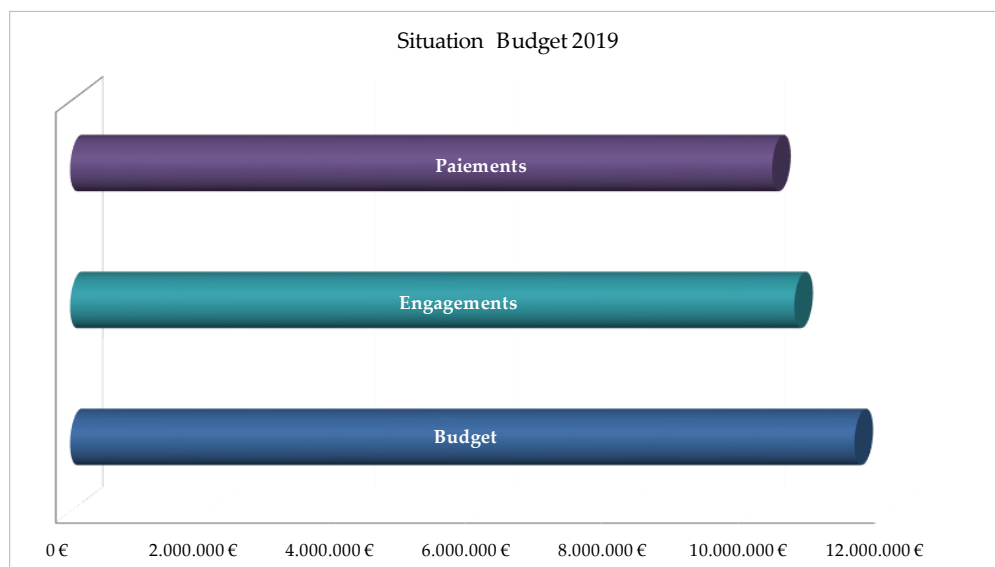 Situation Budget 2019
Paiements
Engagements
Budget
0 € 2.000.000 € 4.000.000 € 6.000.000 € 8.000.000 € 10.000.000 € 12.000.000 €